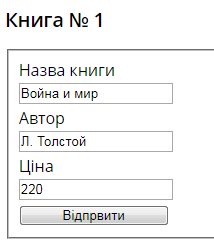 Книга № 1
Назва книги
Война и мир
Автор
Л. Толстой
Ціна
220
Відпрвити